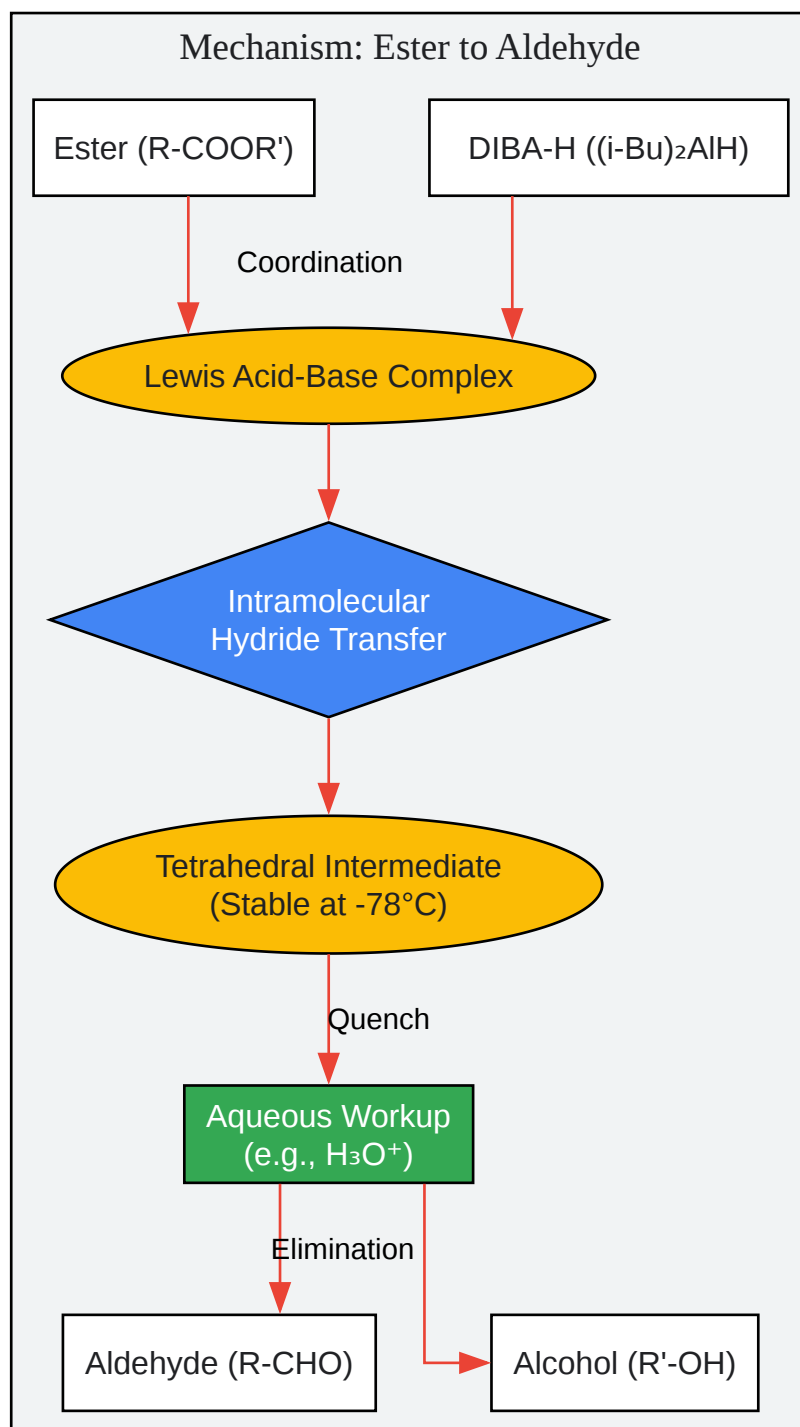 Mechanism: Ester to Aldehyde
Ester (R-COOR')
DIBA-H ((i-Bu)₂AlH)
Coordination
Lewis Acid-Base Complex
Intramolecular
Hydride Transfer
Tetrahedral Intermediate
(Stable at -78°C)
Quench
Aqueous Workup
(e.g., H₃O⁺)
Elimination
Aldehyde (R-CHO)
Alcohol (R'-OH)